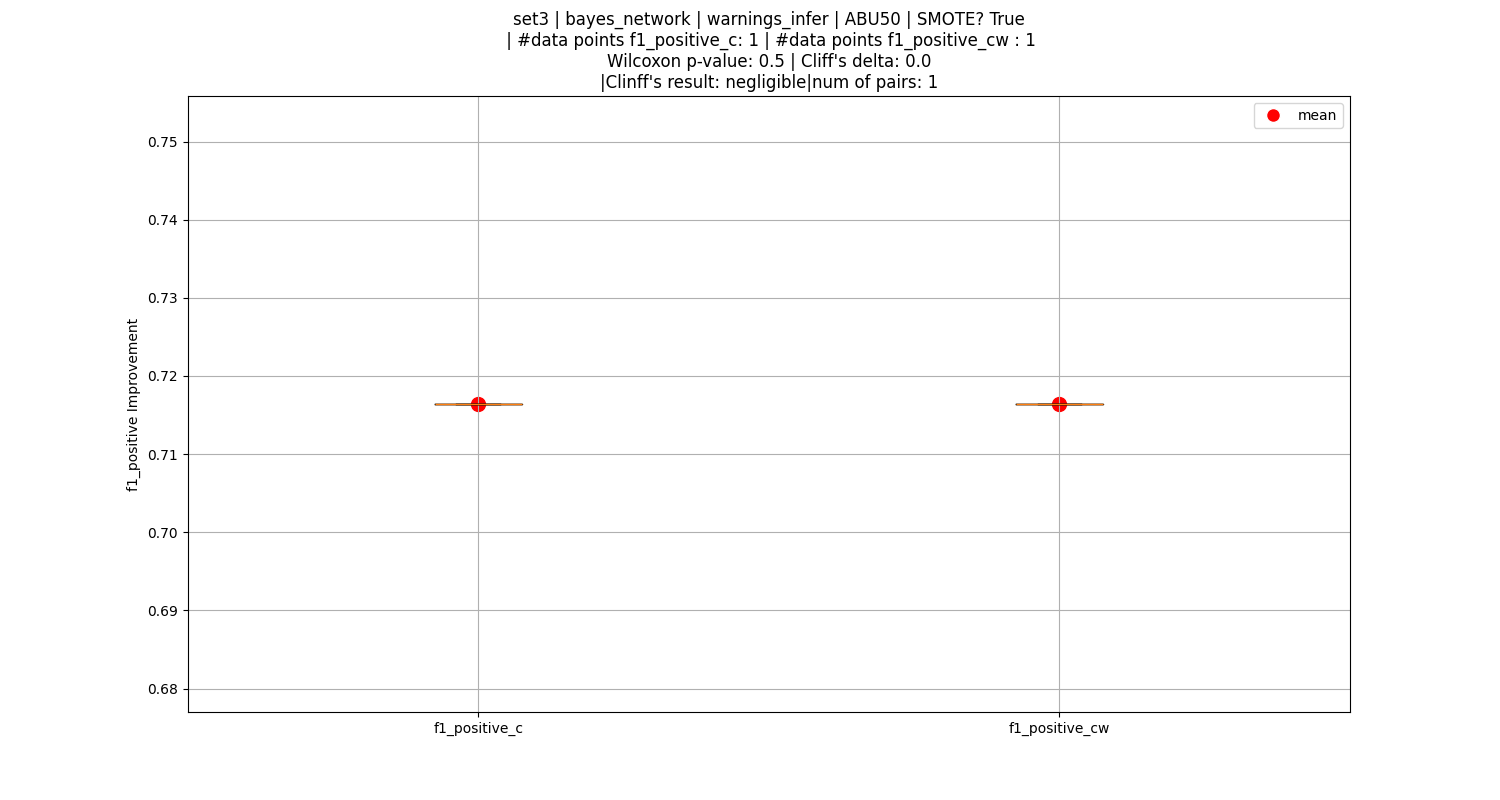 set3 | bayes_network | warnings_infer | ABU50 | SMOTE? True
| #data points f1_positive_c: 1 | #data points f1_positive_cw : 1
Wilcoxon p-value: 0.5 | Cliff's delta: 0.0
|Clinff's result: negligible|num of pairs: 1
mean
0.75
0.74
0.73
0.72
0.71
0.70
0.69
0.68
f1_positive Improvement
f1_positive_c
f1_positive_cw